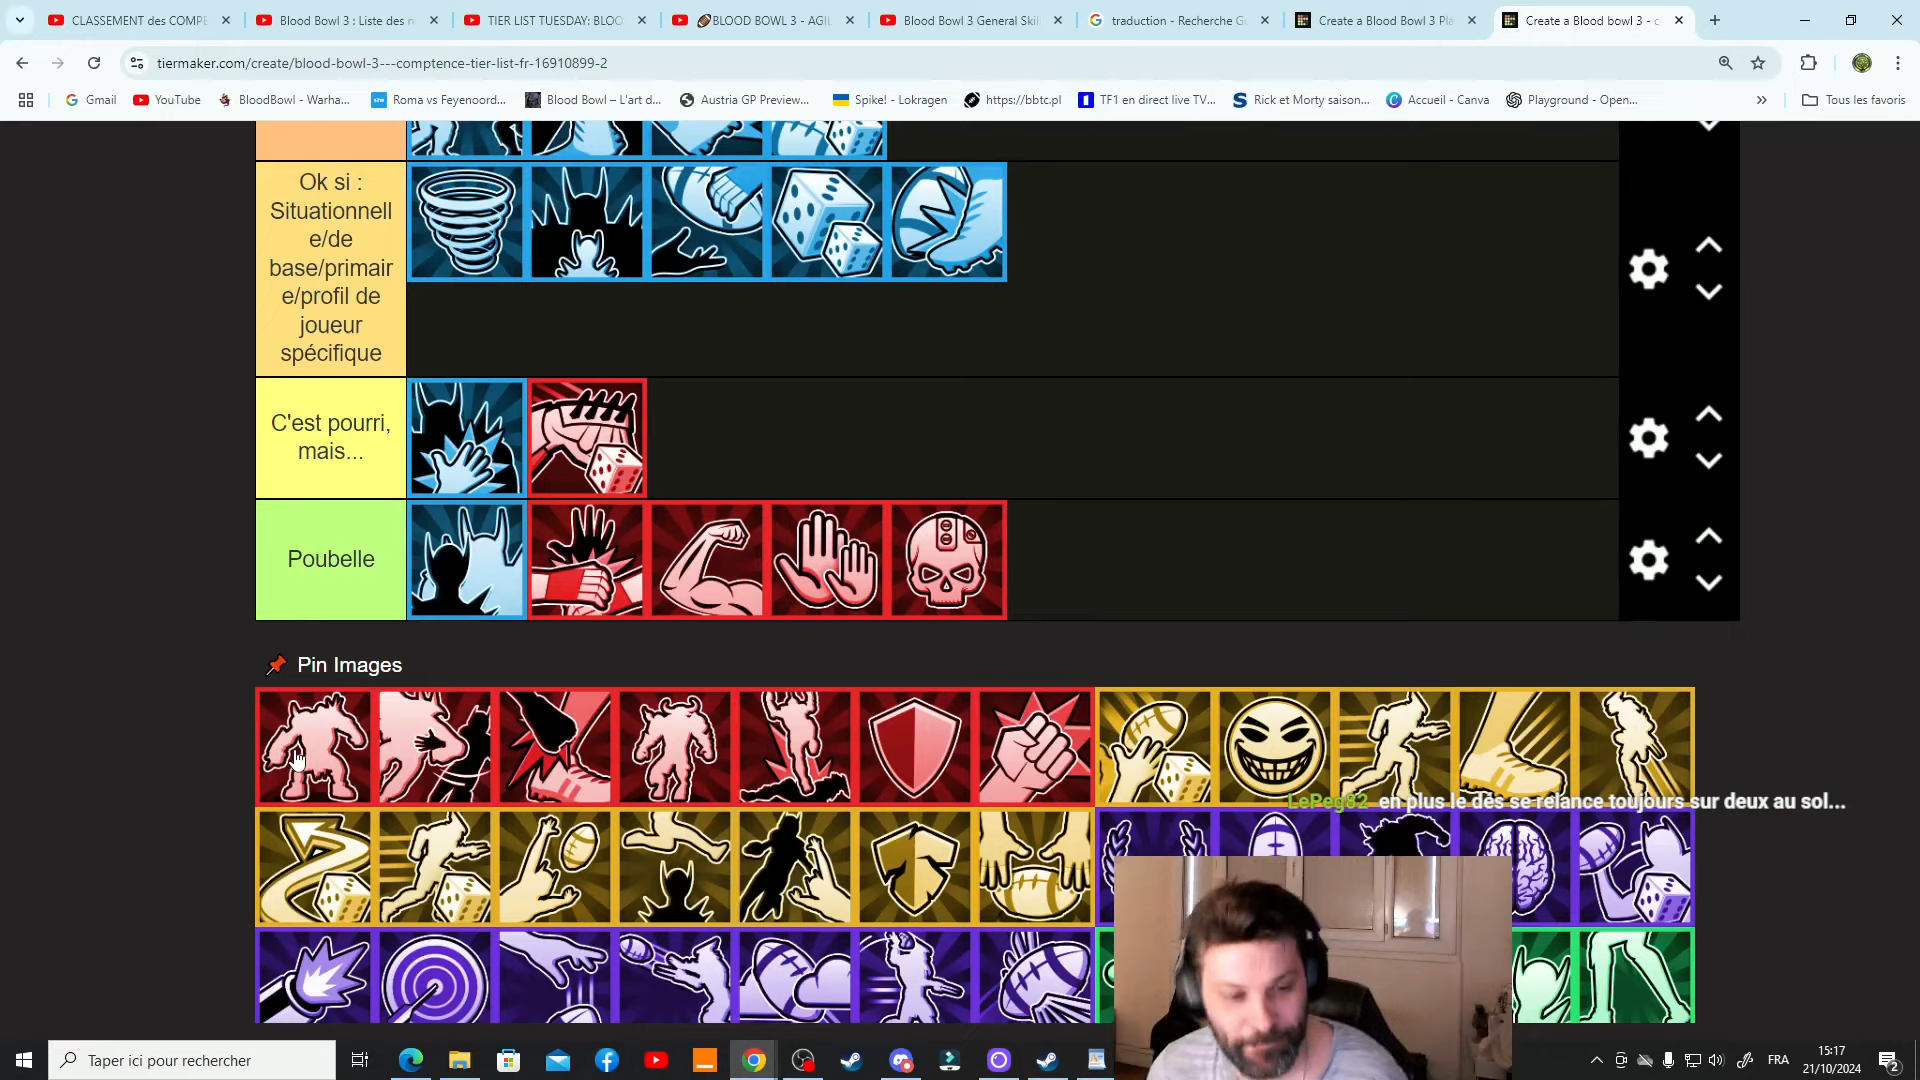 CLASSEMENT des COMPE
Blood Bowl 3 : Liste des n
TIER LIST TUESDAY: BLOO
🏈BLOOD BOWL 3 - AGIL
Blood Bowl 3 General Skil
traduction - Recherche G
Create a Blood Bowl 3 Pla
Create a Blood bowl 3 - c
tiermaker.com/create/blood-bowl-3---comptence-tier-list-fr-16910899-2
Gmail
YouTube
BloodBowl - Warha...
Roma vs Feyenoord...
Blood Bowl – L'art d...
Austria GP Preview...
Spike! - Lokragen
https://bbtc.pl
TF1 en direct live TV...
Rick et Morty saison...
Accueil - Canva
Playground - Open...
Tous les favoris
Ok si :
Situationnell
e/de
base/primair
e/profil de
joueur
spécifique
C'est pourri,
mais...
Poubelle
Pin Images
LePeg82 en plus le dés se relance toujours sur deux au sol...
Taper ici pour rechercher
FRA
15:17
21/10/2024
2